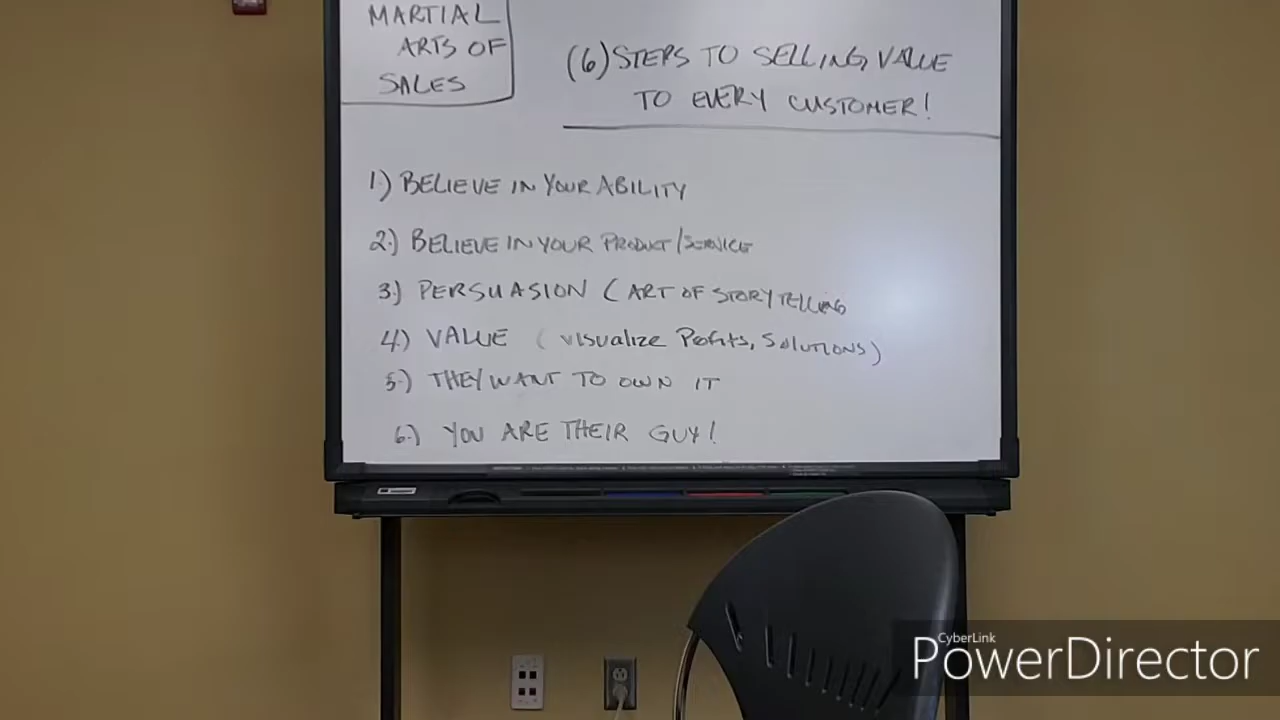 MARTIAL
ARTS OF
SALES
(6) STEPS TO SELLING VALUE
TO EVERY CUSTOMER!
1.) BELIEVE IN YOUR ABILITY
2.) BELIEVE IN YOUR PRODUCT/SERVICE
3.) PERSUASION ( ART OF STORYTELLING
4.) VALUE ( visualize Pofits, SOLUTIONS)
5.) THEY WANT TO OWN IT
6.) YOU ARE THEIR GUY!
CyberLink
PowerDirector